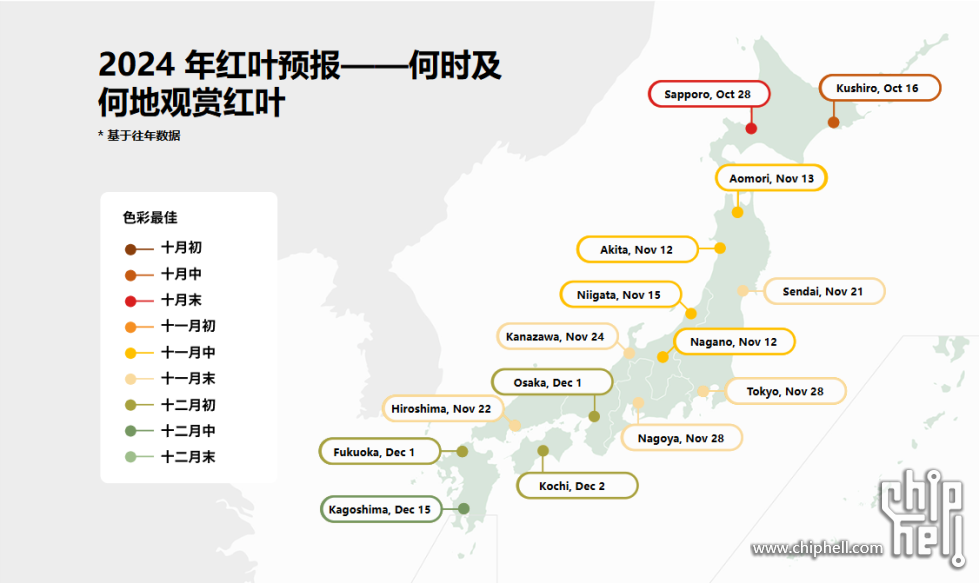 2024 年红叶预报——何时及
何地观赏红叶
* 基于往年数据
色彩最佳
十月初
十月中
十月末
十一月初
十一月中
十一月末
十二月初
十二月中
十二月末
Sapporo, Oct 28
Kushiro, Oct 16
Aomori, Nov 13
Akita, Nov 12
Sendai, Nov 21
Niigata, Nov 15
Kanazawa, Nov 24
Nagano, Nov 12
Osaka, Dec 1
Tokyo, Nov 28
Hiroshima, Nov 22
Nagoya, Nov 28
Fukuoka, Dec 1
Kochi, Dec 2
Kagoshima, Dec 15
chip
hell
www.chiphell.com